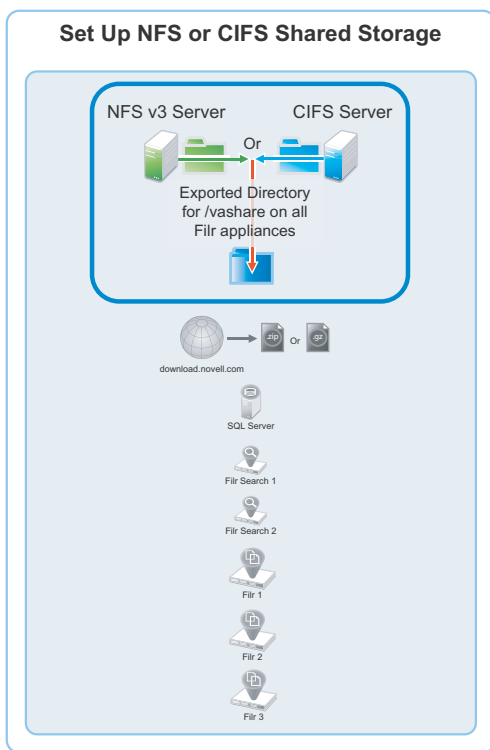 Set Up NFS or CIFS Shared Storage
NFS v3 Server
CIFS Server
Or
Exported Directory
for /vashare on all
Filr appliances
.zip
Or
.gz
download.novell.com
SQL Server
Filr Search 1
Filr Search 2
Filr 1
Filr 2
Filr 3